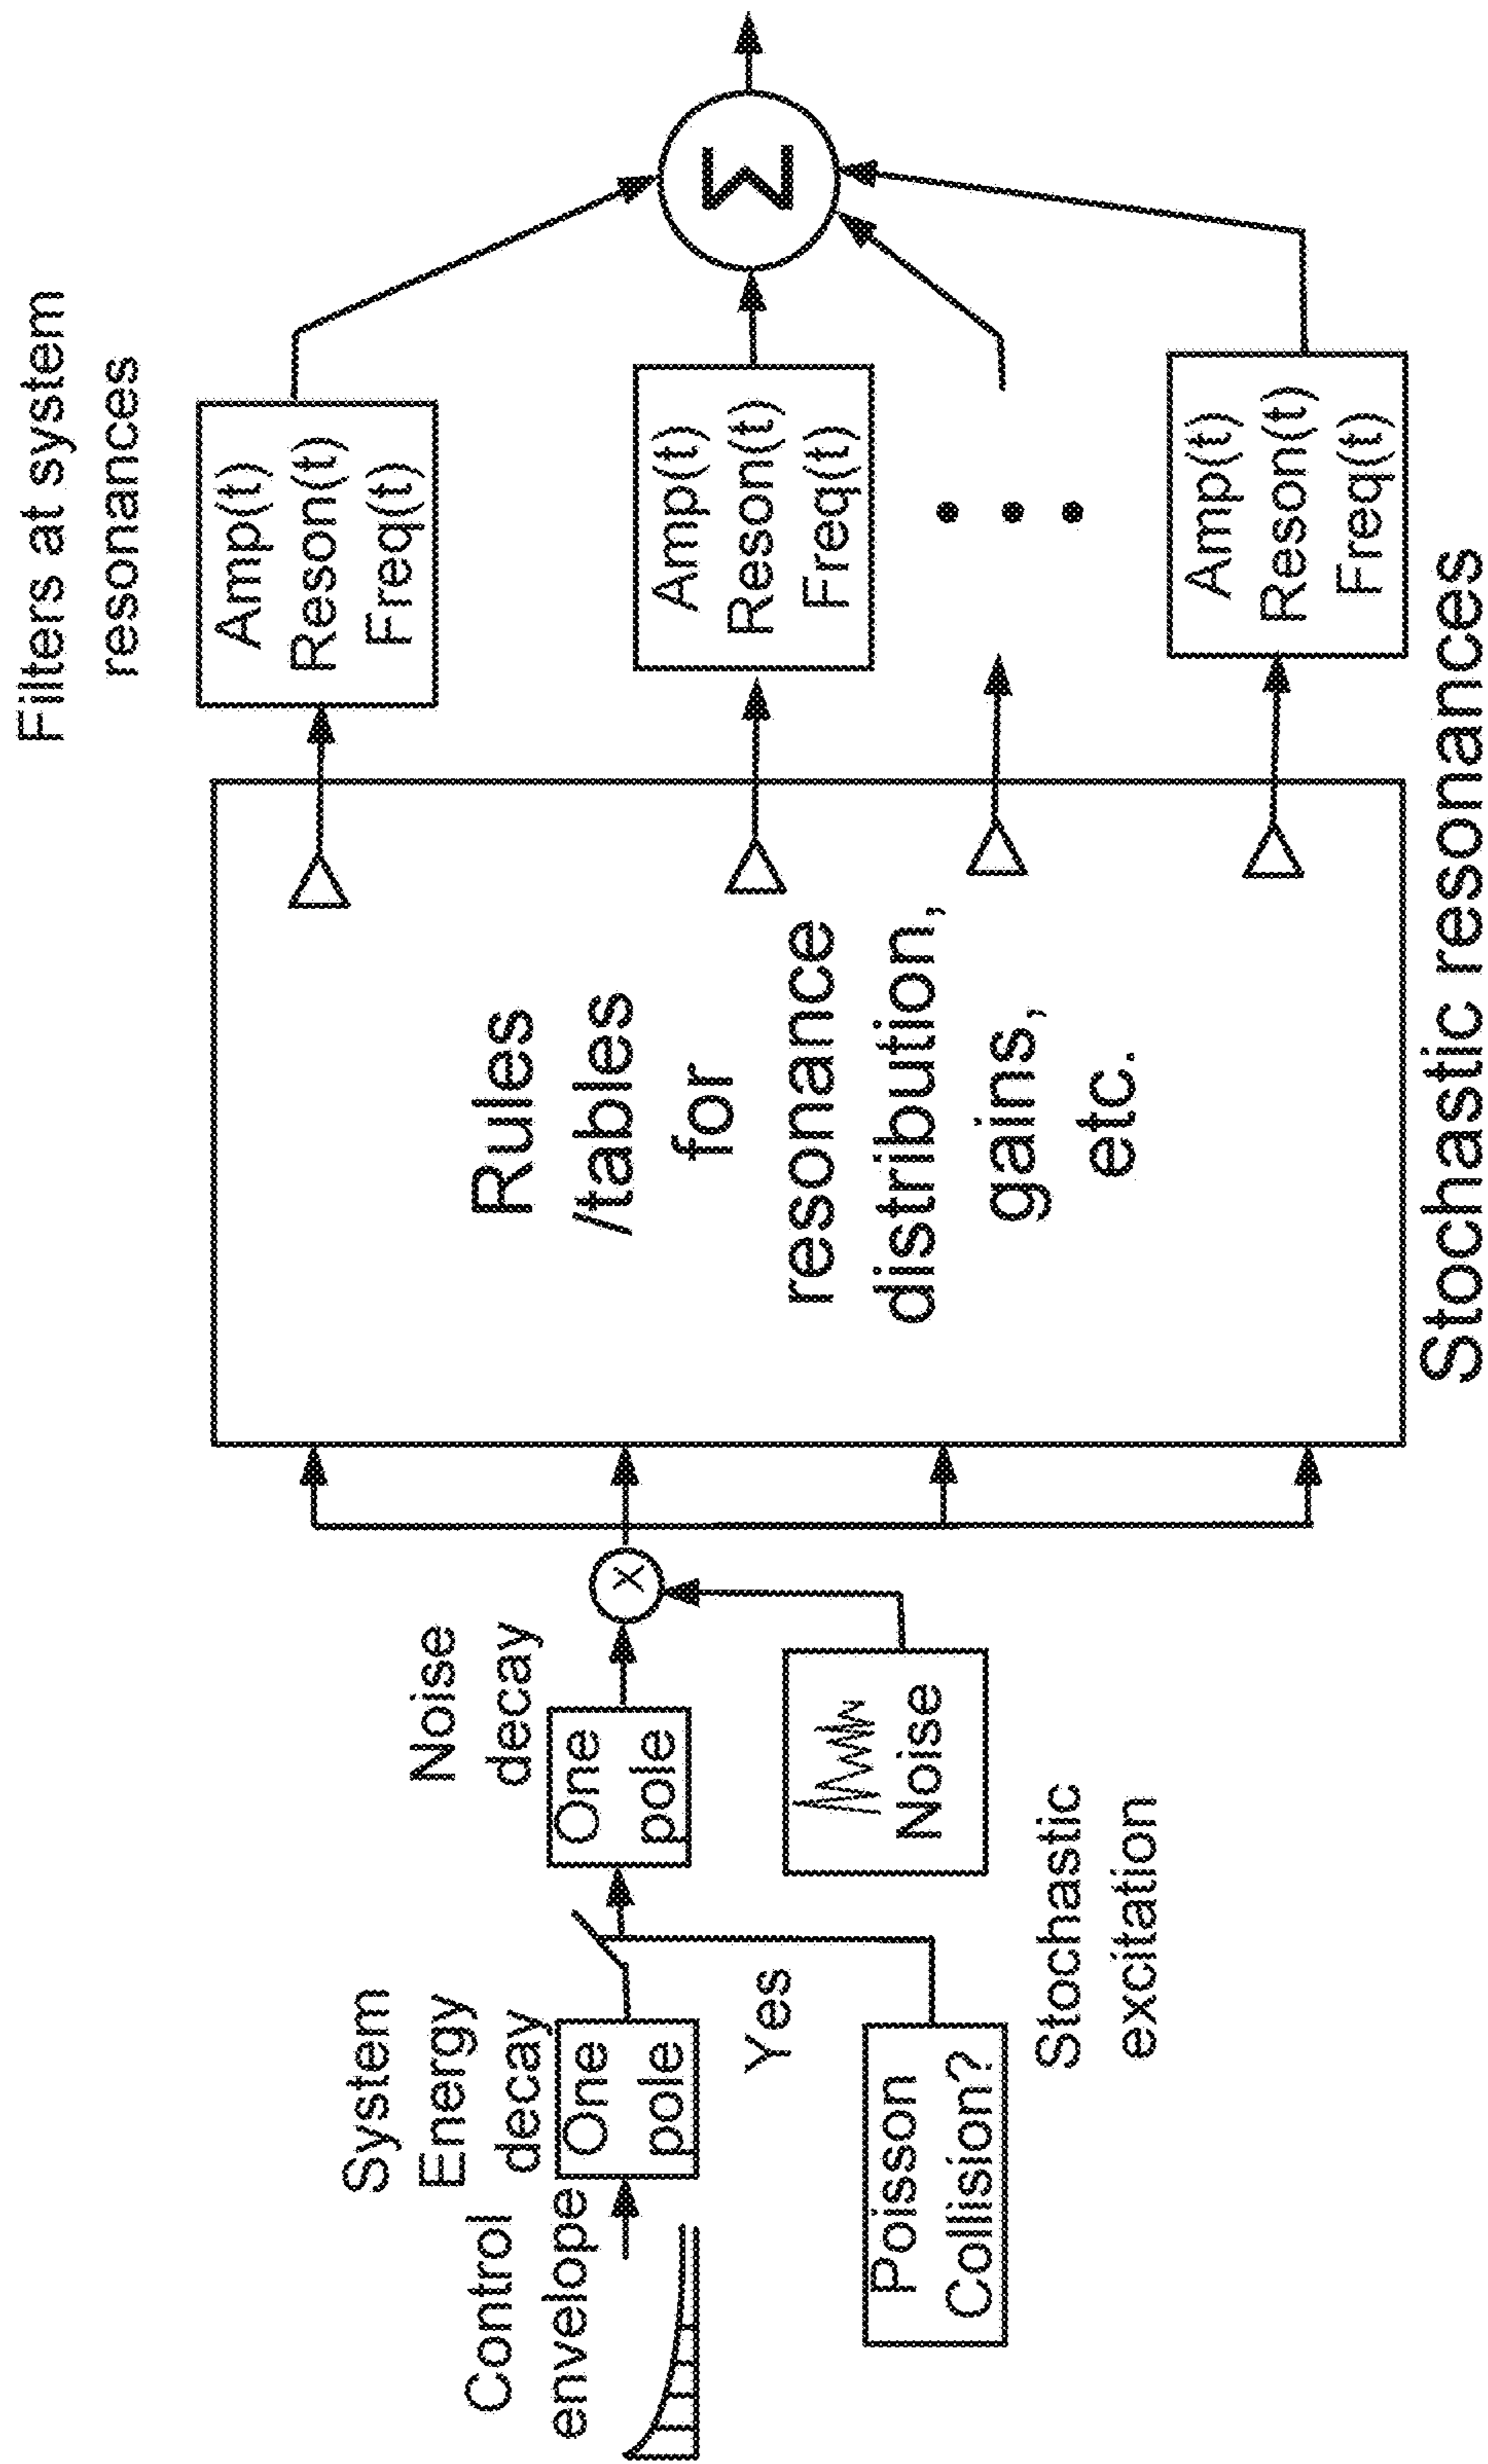 Control
envelope
System
Energy
decay
One
pole
Yes
Poisson
Collision?
Noise
decay
One
pole
X
Noise
Stochastic
excitation
Rules
/tables
for
resonance
distribution,
gains,
etc.
Stochastic resonances
Filters at system
resonances
Amp(t)
Reson(t)
Freq(t)
Amp(t)
Reson(t)
Freq(t)
Amp(t)
Reson(t)
Freq(t)
Σ